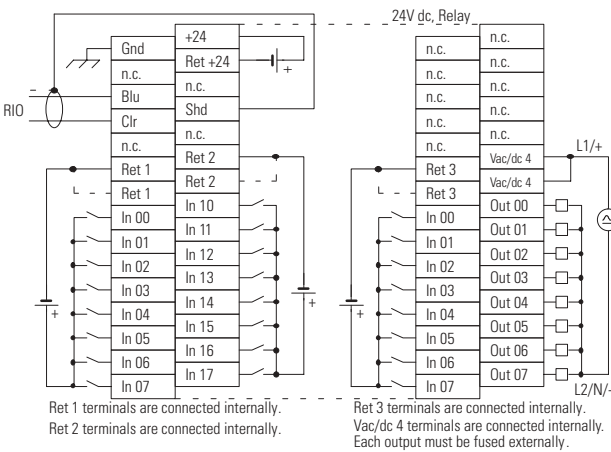 24V dc, Relay
Gnd
n.c.
Blu
Clr
n.c.
Ret 1
Ret 1
In 00
In 01
In 02
In 03
In 04
In 05
In 06
In 07
+24
Ret +24
n.c.
Shd
n.c.
Ret 2
Ret 2
In 10
In 11
In 12
In 13
In 14
In 15
In 16
In 17
RIO
–
+
+
+
n.c.
n.c.
n.c.
n.c.
n.c.
Ret 3
Ret 3
In 00
In 01
In 02
In 03
In 04
In 05
In 06
In 07
n.c.
n.c.
n.c.
n.c.
n.c.
Vac/dc 4
Vac/dc 4
Out 00
Out 01
Out 02
Out 03
Out 04
Out 05
Out 06
Out 07
+
L1/+
L2/N/-
Ret 1 terminals are connected internally.
Ret 2 terminals are connected internally.
Ret 3 terminals are connected internally.
Vac/dc 4 terminals are connected internally.
Each output must be fused externally.